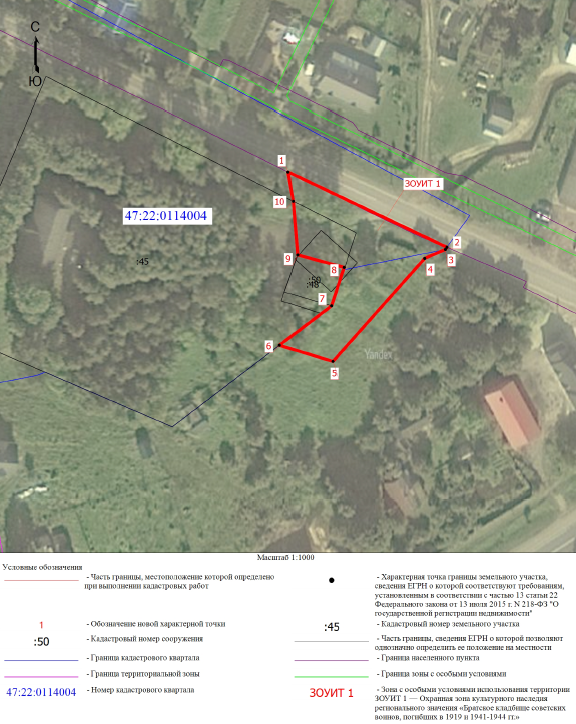 С
Ю
1
ЗОУИТ 1
10
47:22:0114004
2
9
3
8
4
:45
:50
:48
7
6
Yandex
5
Масштаб 1:1000
Условные обозначения
- Часть границы, местоположение которой определено
при выполнении кадастровых работ
1
- Обозначение новой характерной точки
:50
- Кадастровый номер сооружения
- Граница кадастрового квартала
- Граница территориальной зоны
47:22:0114004
- Номер кадастрового квартала
- Характерная точка границы земельного участка,
сведения ЕГРН о которой соответствуют требованиям,
установленным в соответствии с частью 13 статьи 22
Федерального закона от 13 июля 2015 г. N 218-ФЗ "О
государственной регистрации недвижимости"
:45
- Кадастровый номер земельного участка
- Часть границы, сведения ЕГРН о которой позволяют
однозначно определить ее положение на местности
- Граница населенного пункта
- Граница зоны с особыми условиями
ЗОУИТ 1
- Зона с особыми условиями использования территории
ЗОУИТ 1 — Охранная зона культурного наследия
регионального значения «Братское кладбище советских
воинов, погибших в 1919 и 1941-1944 гг.»